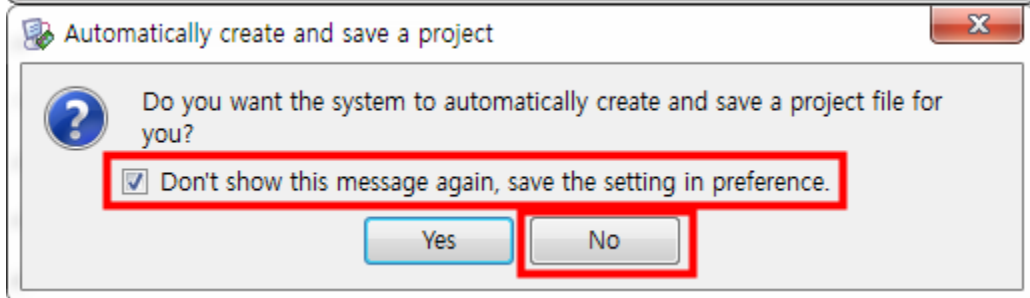 Automatically create and save a project
Do you want the system to automatically create and save a project file for
you?
Don't show this message again, save the setting in preference.
Yes No